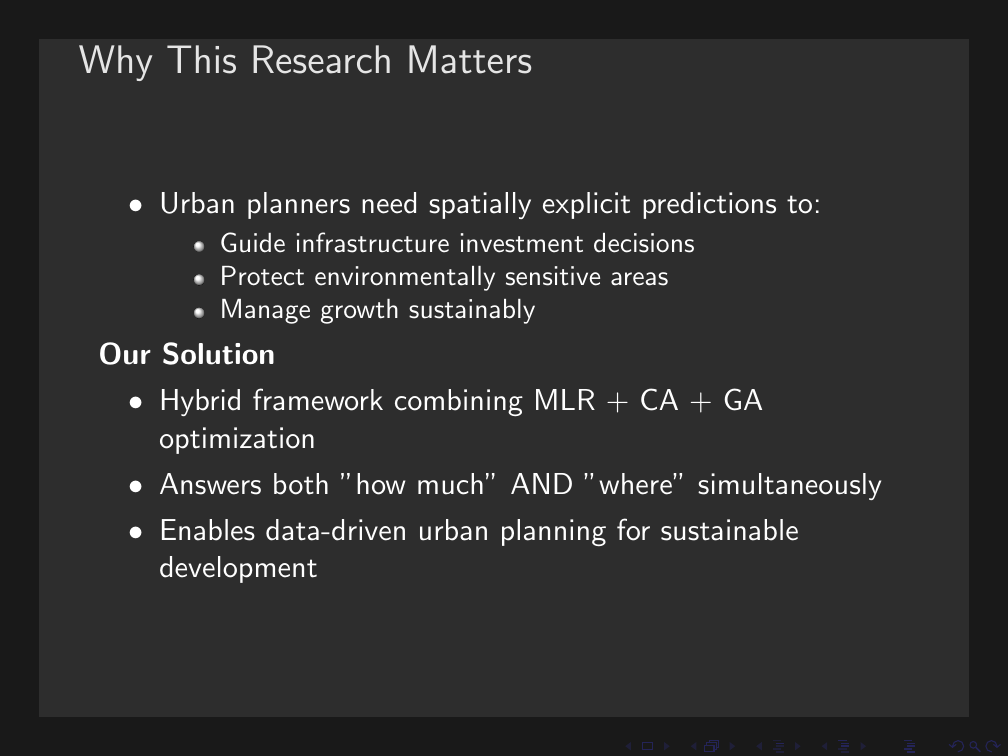 Why This Research Matters
• Urban planners need spatially explicit predictions to:
Guide infrastructure investment decisions
Protect environmentally sensitive areas
Manage growth sustainably
Our Solution
• Hybrid framework combining MLR + CA + GA
optimization
• Answers both ”how much” AND ”where” simultaneously
• Enables data-driven urban planning for sustainable
development